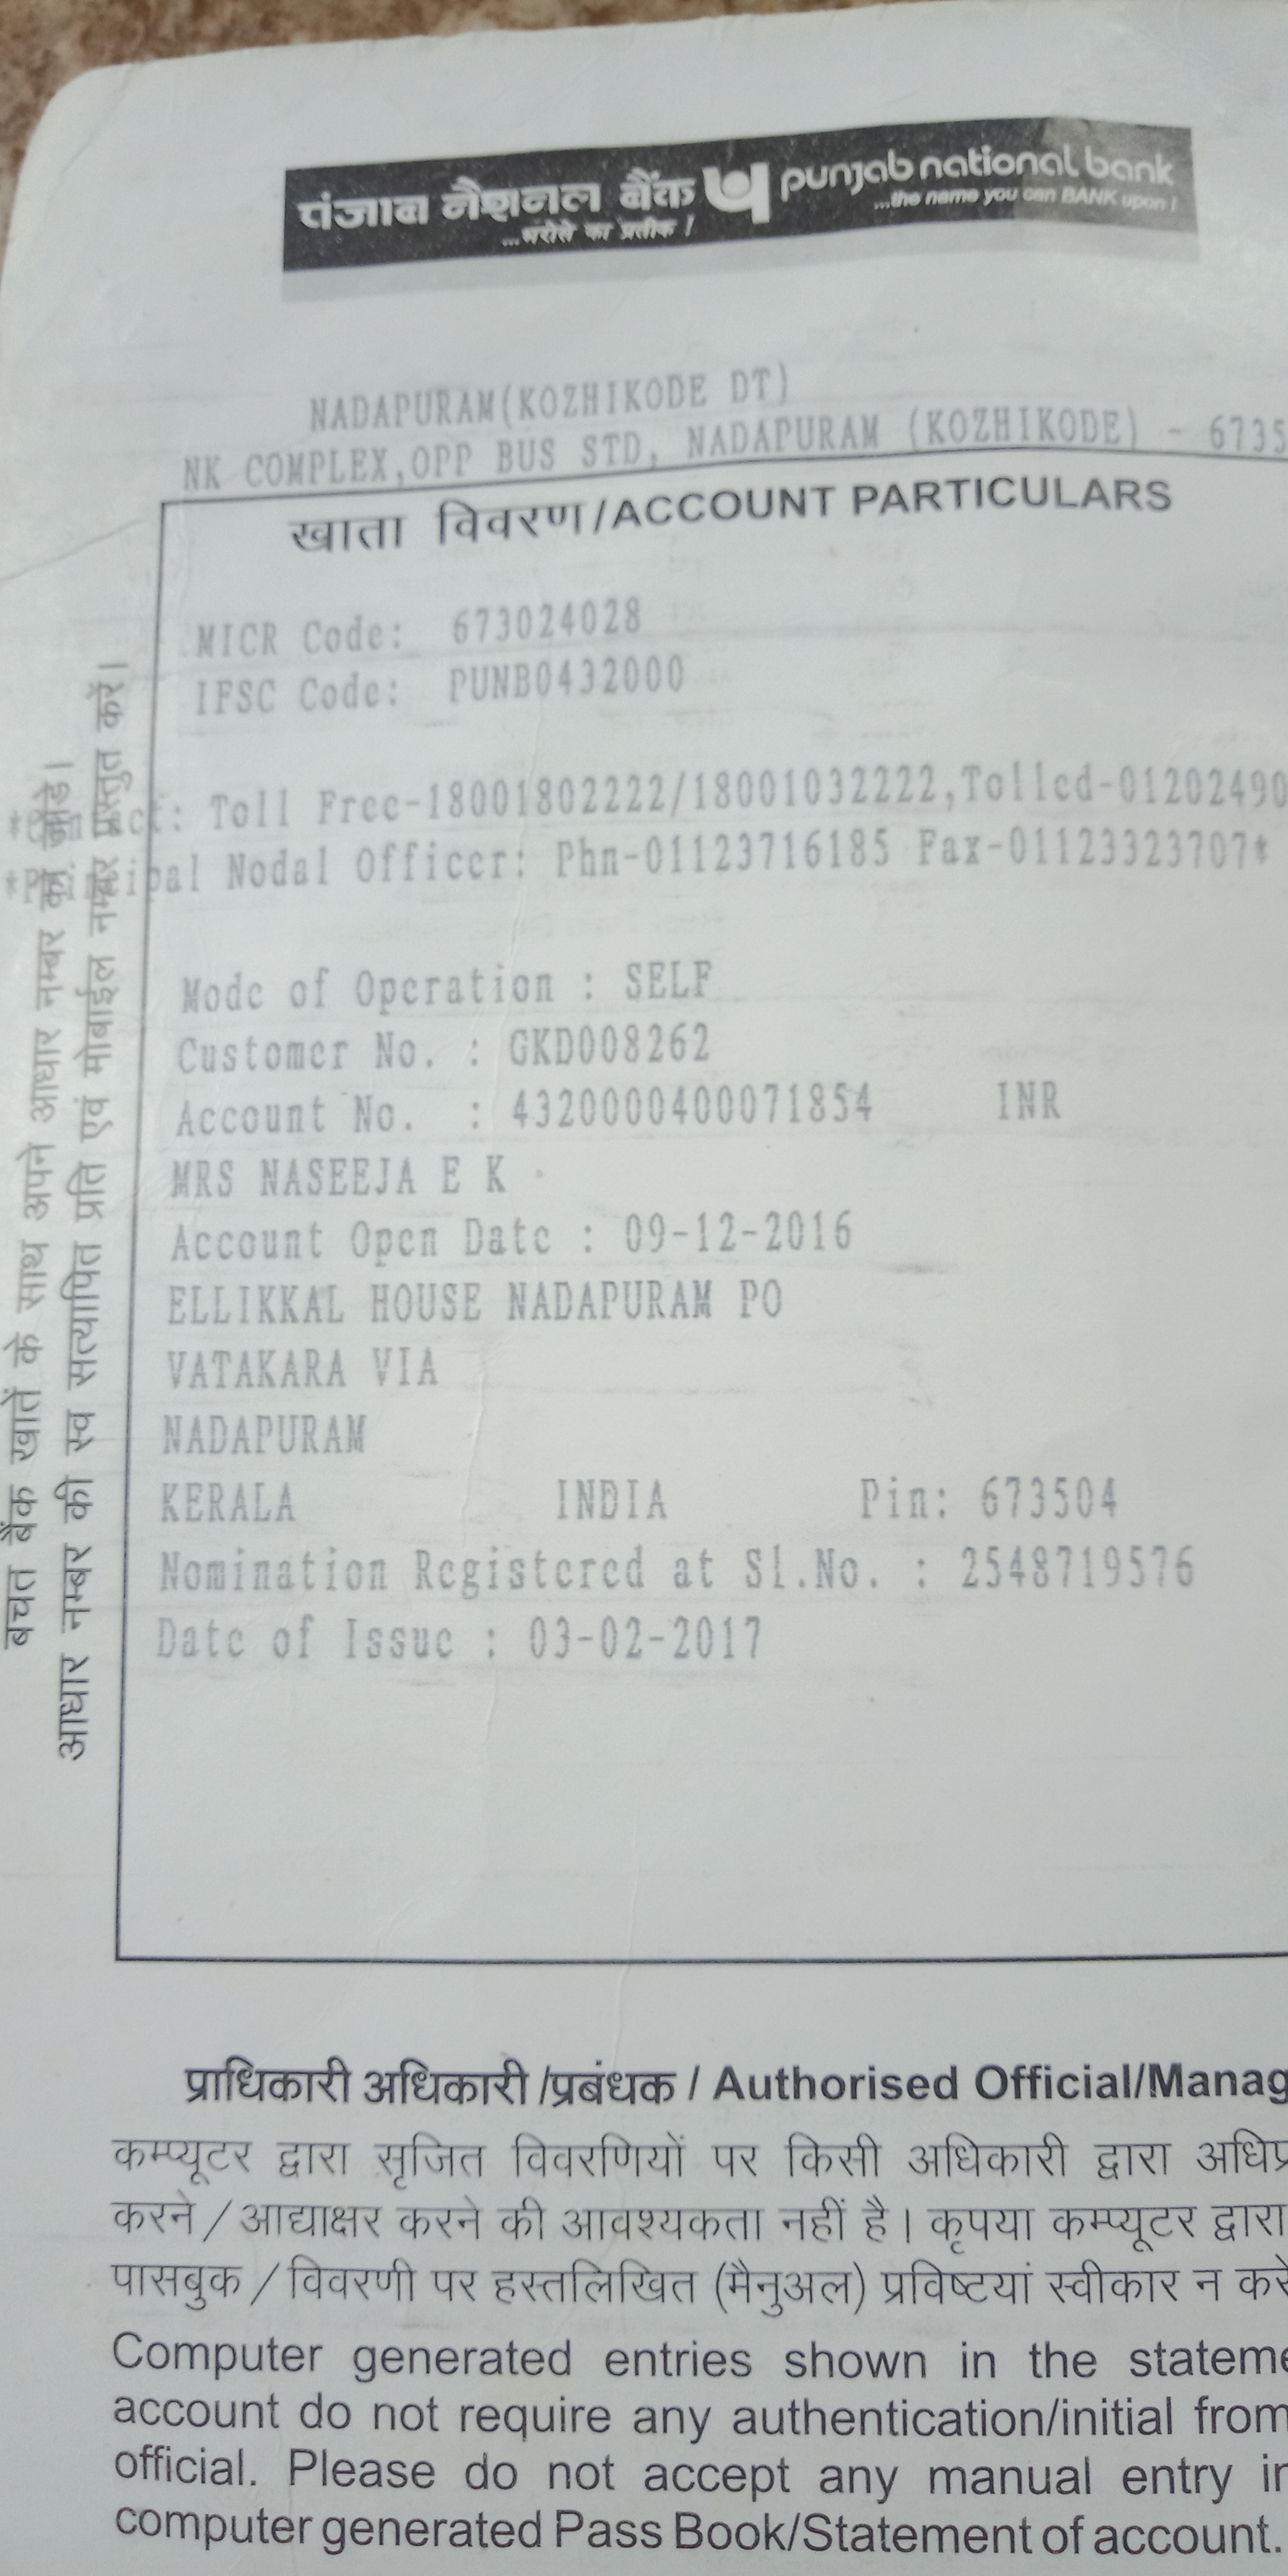 पंजाब नैशनल बैंक punjab national bank
...भरोसे का प्रतीक ! ...the name you can BANK upon !
NADAPURAM(KOZHIKODE DT)
NK COMPLEX,OPP BUS STD, NADAPURAM (KOZHIKODE) - 6735
खाता विवरण/ACCOUNT PARTICULARS
MICR Code: 673024028
IFSC Code: PUNB0432000
Toll Free-18001802222/18001032222,Tolled-01202490
Nodal Officer: Phn-01123716185 Fax-01123323707*
Mode of Operation : SELF
Customer No. : GKD008262
Account No. : 4320000400071854 INR
MRS NASEEJA E K
Account Open Date : 09-12-2016
ELLIKKAL HOUSE NADAPURAM PO
VATAKARA VIA
NADAPURAM
KERALA INDIA Pin: 673504
Nomination Registered at Sl.No. : 2548719576
Date of Issue : 03-02-2017
बचत बैंक खाते के साथ अपने आधार नम्बर को जोडे।
आधार नम्बर की स्व सत्यापित प्रति एवं मोबाईल नम्बर प्रस्तुत करें।
प्राधिकारी अधिकारी /प्रबंधक / Authorised Official/Manag
कम्प्यूटर द्वारा सृजित विवरणियों पर किसी अधिकारी द्वारा अधिप्र
करने / आद्याक्षर करने की आवश्यकता नहीं है। कृपया कम्प्यूटर द्वारा
पासबुक / विवरणी पर हस्तलिखित (मैनुअल) प्रविष्टयां स्वीकार न करे
Computer generated entries shown in the stateme
account do not require any authentication/initial from
official. Please do not accept any manual entry in
computer generated Pass Book/Statement of account.